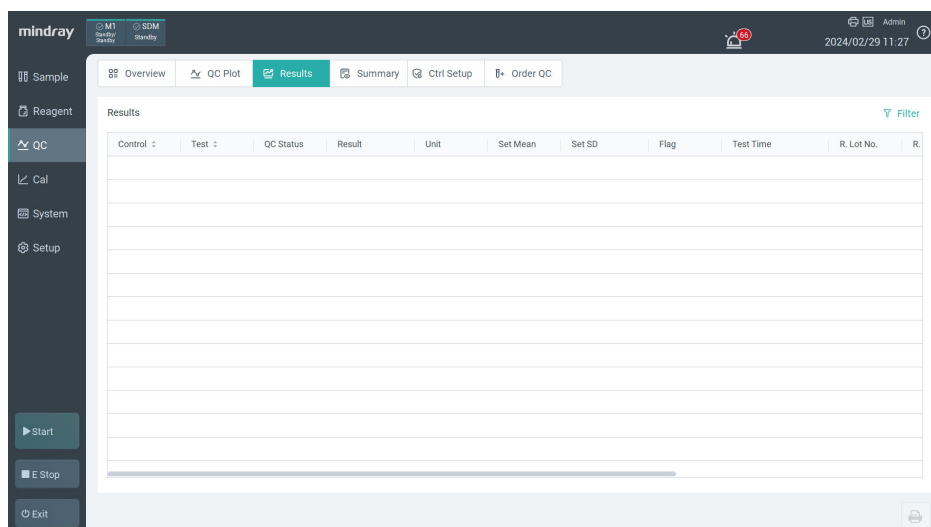 mindray
M1
Standby/
Standby
SDM
Standby
66
US Admin
2024/02/29 11:27
Sample
Reagent
QC
Cal
System
Setup
Start
E Stop
Exit
Overview QC Plot Results Summary Ctrl Setup Order QC
Results Filter
Control Test QC Status Result Unit Set Mean Set SD Flag Test Time R. Lot No. R.